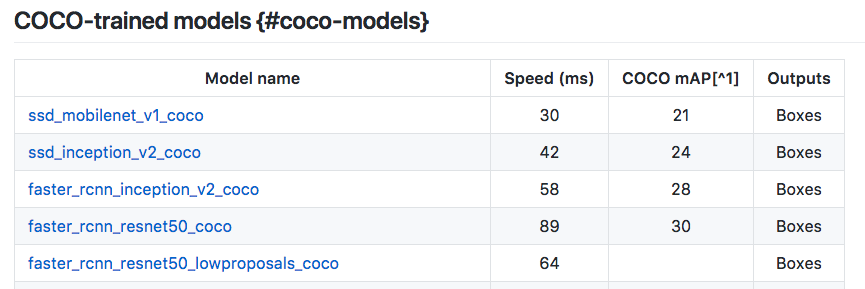 COCO-trained models {#coco-models}
Model name Speed (ms) COCO mAP[^1] Outputs
ssd_mobilenet_v1_coco 30 21 Boxes
ssd_inception_v2_coco 42 24 Boxes
faster_rcnn_inception_v2_coco 58 28 Boxes
faster_rcnn_resnet50_coco 89 30 Boxes
faster_rcnn_resnet50_lowproposals_coco 64 Boxes